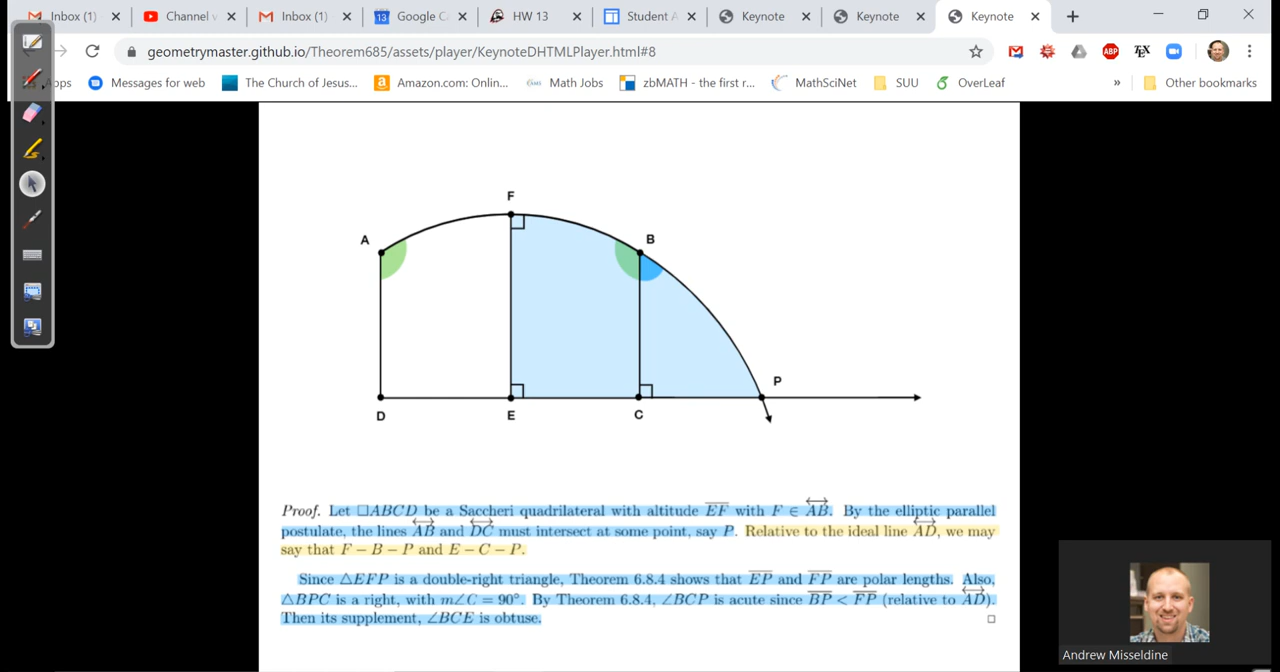 Inbox (1) Channel v Inbox (1) Google C HW 13 Student A Keynote Keynote Keynote
geometrymaster.github.io/Theorem685/assets/player/KeynoteDHTMLPlayer.html#8
Apps Messages for web The Church of Jesus... Amazon.com: Onlin... Math Jobs zbMATH - the first r... MathSciNet SUU OverLeaf » Other bookmarks
F
A
B
P
D
E
C
Proof. Let □ABCD be a Saccheri quadrilateral with altitude EF with F ∈ AB. By the elliptic parallel
postulate, the lines AB and DC must intersect at some point, say P. Relative to the ideal line AD, we may
say that F − B − P and E − C − P.
Since △EFP is a double-right triangle, Theorem 6.8.4 shows that EP and FP are polar lengths. Also,
△BPC is a right, with m∠C = 90°. By Theorem 6.8.4, ∠BCP is acute since BP < FP (relative to AD).
Then its supplement, ∠BCE is obtuse. □
Andrew Misseldine